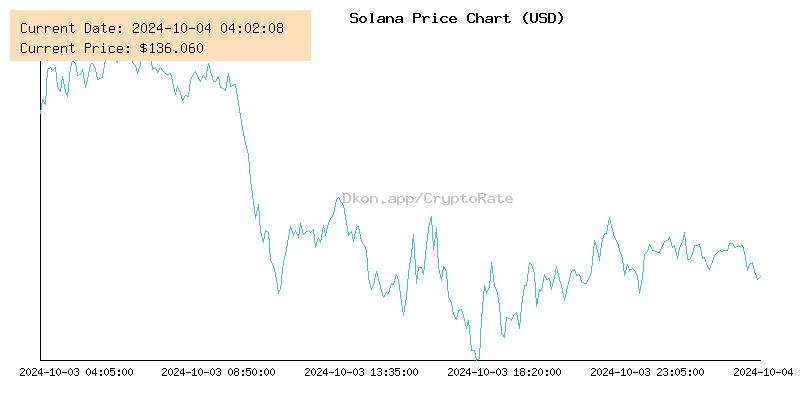 Solana Price Chart (USD)
Current Date: 2024-10-04 04:02:08
Current Price: $136.060
Dkon.app/CryptoRate
2024-10-03 04:05:00 2024-10-03 08:50:00 2024-10-03 13:35:00 2024-10-03 18:20:00 2024-10-03 23:05:00 2024-10-04